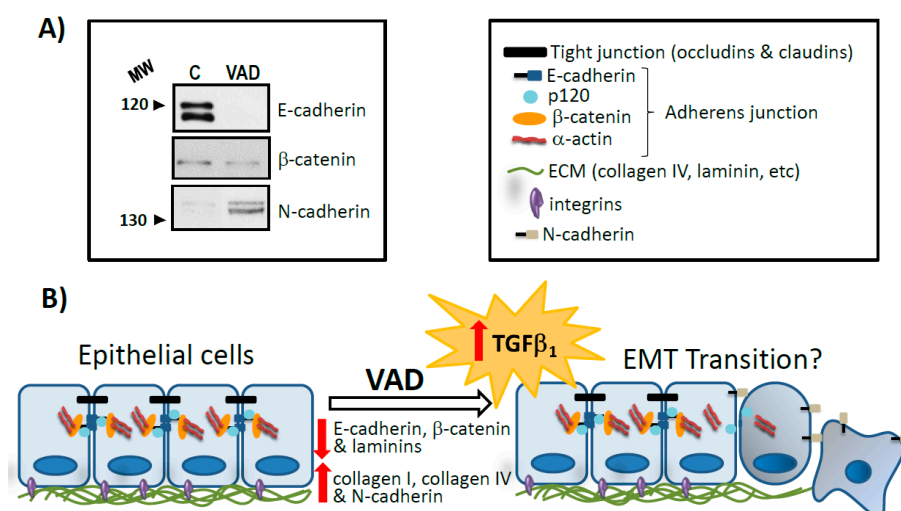 A)
MW
C VAD
120
E-cadherin
β-catenin
N-cadherin
130
Tight junction (occludins & claudins)
E-cadherin
p120
β-catenin
α-actin
Adherens junction
ECM (collagen IV, laminin, etc)
integrins
N-cadherin
B)
Epithelial cells
VAD
TGFβ1
EMT Transition?
E-cadherin, β-catenin
& laminins
collagen I, collagen IV
& N-cadherin